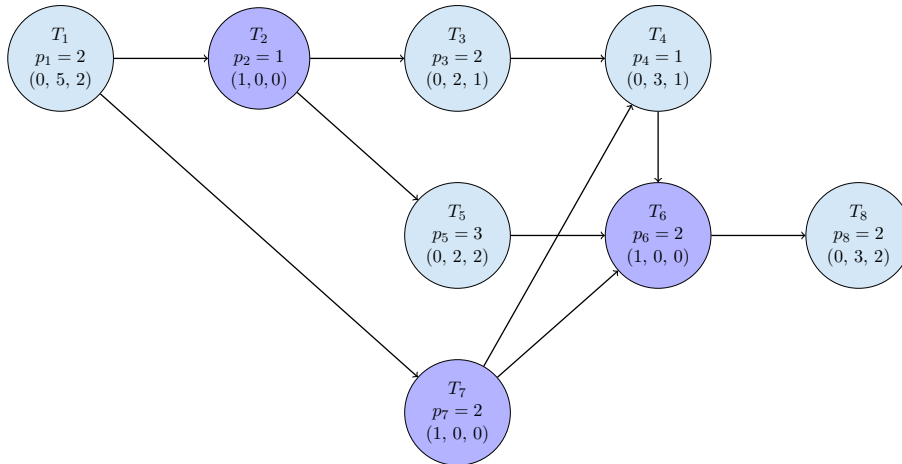 T₁
p₁ = 2
(0, 5, 2)
T₂
p₂ = 1
(1, 0, 0)
T₃
p₃ = 2
(0, 2, 1)
T₄
p₄ = 1
(0, 3, 1)
T₅
p₅ = 3
(0, 2, 2)
T₆
p₆ = 2
(1, 0, 0)
T₈
p₈ = 2
(0, 3, 2)
T₇
p₇ = 2
(1, 0, 0)